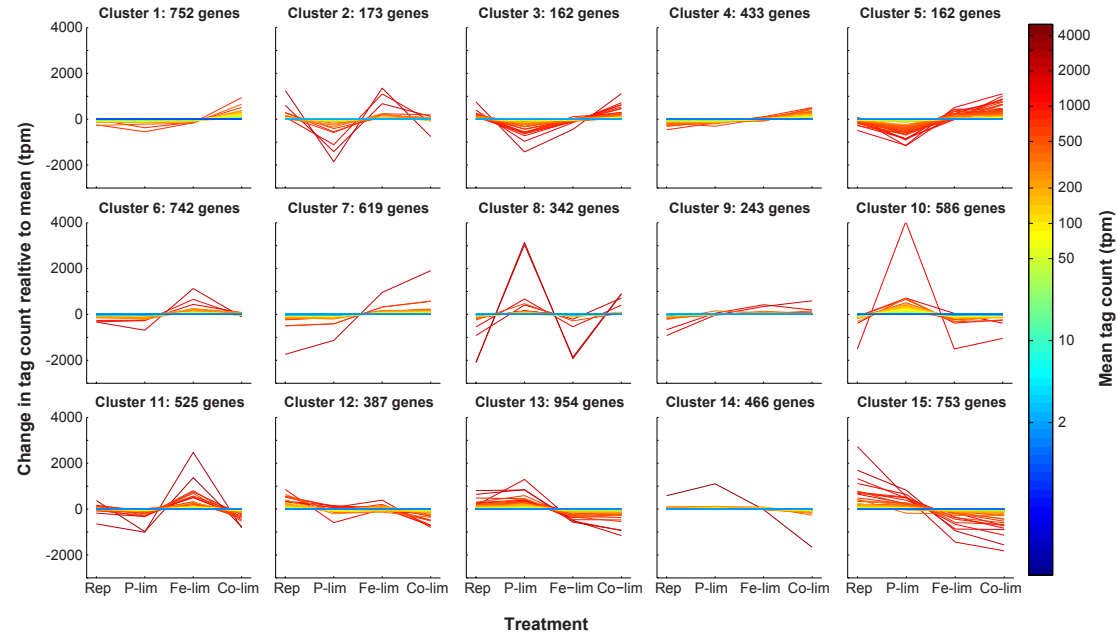 Cluster 1: 752 genes
Cluster 2: 173 genes
Cluster 3: 162 genes
Cluster 4: 433 genes
Cluster 5: 162 genes
4000
2000
0
-2000
Cluster 6: 742 genes
Cluster 7: 619 genes
Cluster 8: 342 genes
Cluster 9: 243 genes
Cluster 10: 586 genes
4000
2000
0
-2000
Cluster 11: 525 genes
Cluster 12: 387 genes
Cluster 13: 954 genes
Cluster 14: 466 genes
Cluster 15: 753 genes
4000
2000
0
-2000
Rep P-lim Fe-lim Co-lim
Rep P-lim Fe-lim Co-lim
Rep P-lim Fe−lim Co−lim
Rep P-lim Fe-lim Co-lim
Rep P-lim Fe-lim Co-lim
Treatment
Change in tag count realtive to mean (tpm)
4000
2000
1000
500
200
100
50
10
2
Mean tag count (tpm)